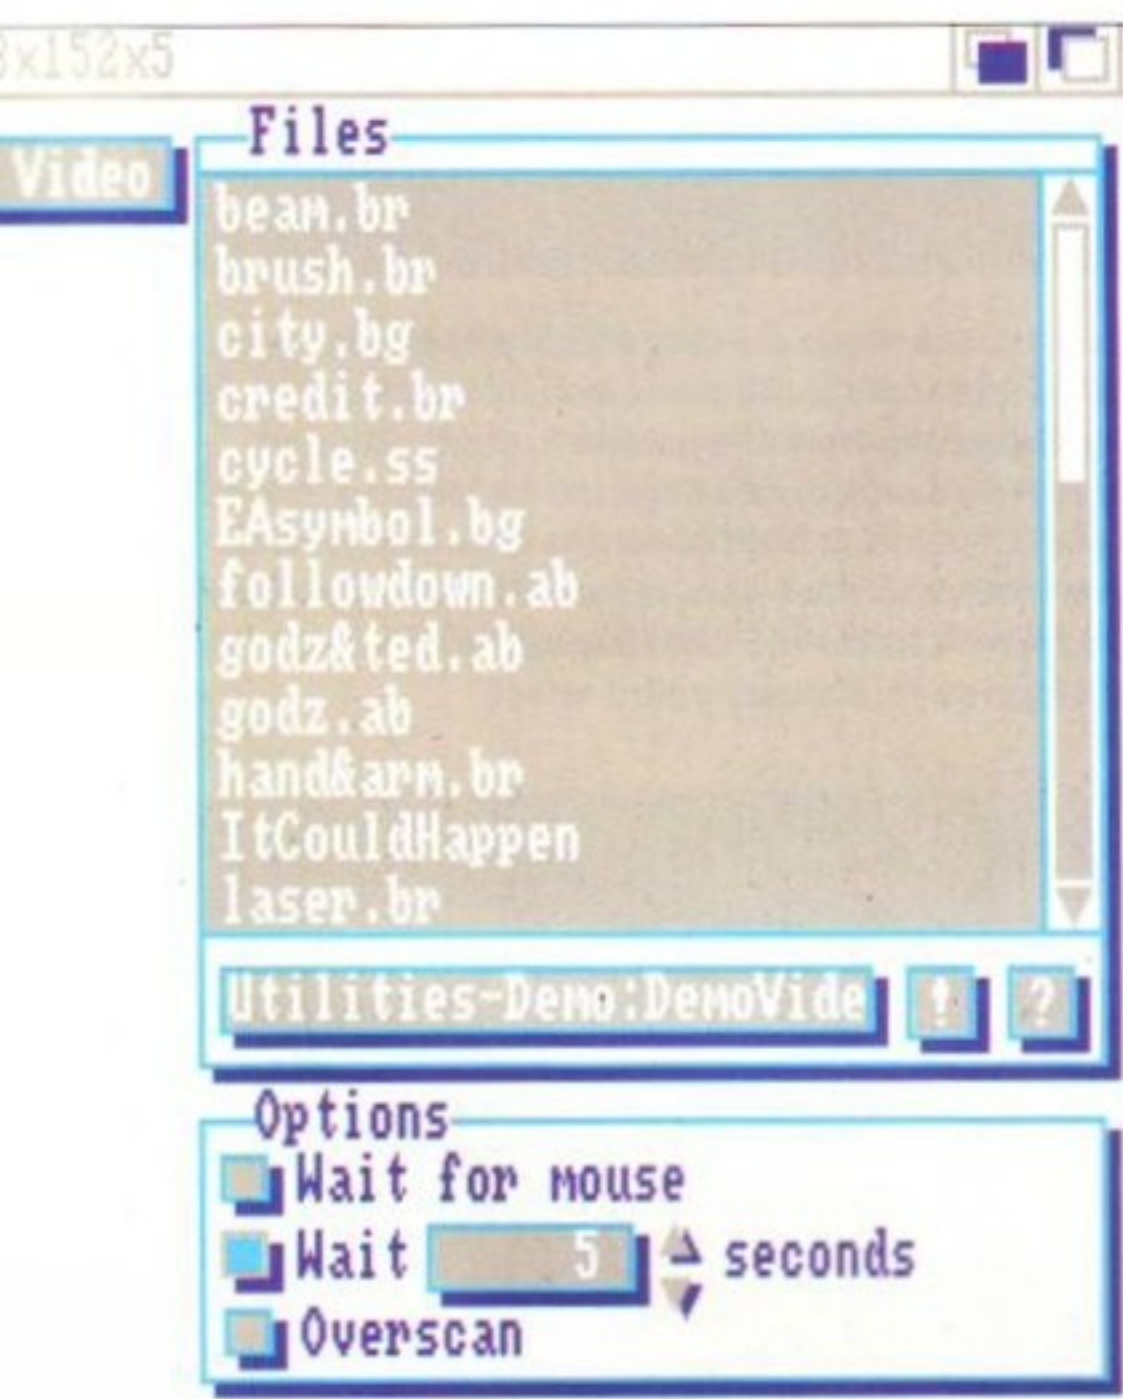 x152x5
Video
Files
beam.br
brush.br
city.bg
credit.br
cycle.ss
EAsymbol.bg
followdown.ab
godz&ted.ab
godz.ab
hand&arm.br
ItCouldHappen
laser.br
Utilities-Demo:DemoVide ! ?
Options
Wait for mouse
Wait 5 seconds
Overscan